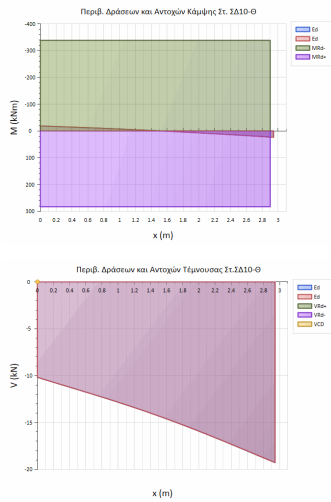 Περιβ. Δράσεων και Αντοχών Κάμψης Στ. ΣΔ10-Θ
-400
-300
-200
-100
0
100
200
300
M (kNm)
0 0.2 0.4 0.6 0.8 1 1.2 1.4 1.6 1.8 2 2.2 2.4 2.6 2.8 3
x (m)
Ed
Ed
MRd-
MRd+
Περιβ. Δράσεων και Αντοχών Τέμνουσας Στ.ΣΔ10-Θ
0 0.2 0.4 0.6 0.8 1 1.2 1.4 1.6 1.8 2 2.2 2.4 2.6 2.8 3
0
-5
-10
-15
-20
V (kN)
x (m)
Ed
Ed
VRd+
VRd-
VCD